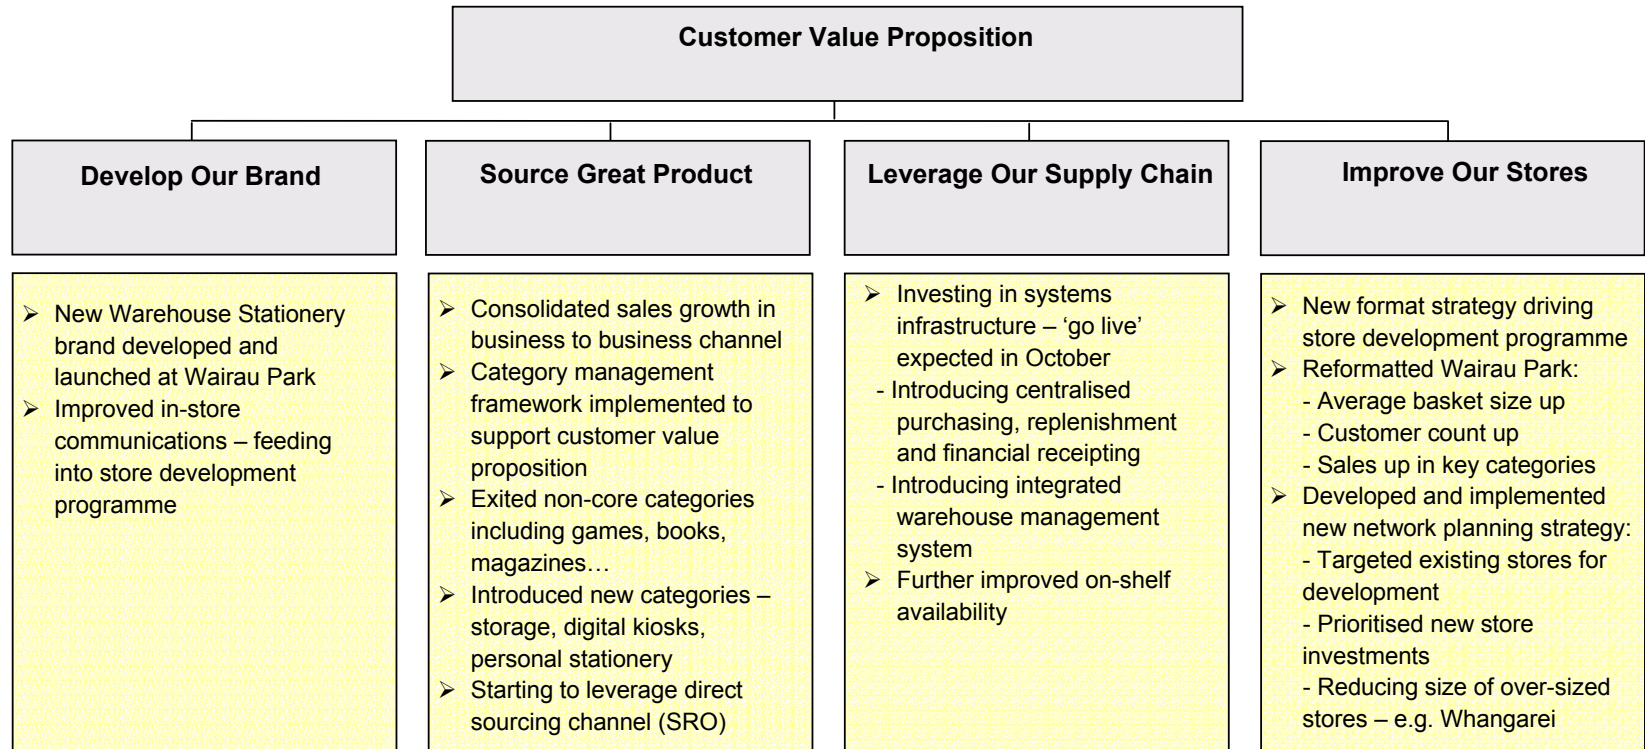 Customer Value Proposition
Develop Our Brand
➢ New Warehouse Stationery
brand developed and
launched at Wairau Park
➢ Improved in-store
communications – feeding
into store development
programme
Source Great Product
➢ Consolidated sales growth in
business to business channel
➢ Category management
framework implemented to
support customer value
proposition
➢ Exited non-core categories
including games, books,
magazines…
➢ Introduced new categories –
storage, digital kiosks,
personal stationery
➢ Starting to leverage direct
sourcing channel (SRO)
Leverage Our Supply Chain
➢ Investing in systems
infrastructure – ‘go live’
expected in October
- Introducing centralised
purchasing, replenishment
and financial receipting
- Introducing integrated
warehouse management
system
➢ Further improved on-shelf
availability
Improve Our Stores
➢ New format strategy driving
store development programme
➢ Reformatted Wairau Park:
- Average basket size up
- Customer count up
- Sales up in key categories
➢ Developed and implemented
new network planning strategy:
- Targeted existing stores for
development
- Prioritised new store
investments
- Reducing size of over-sized
stores – e.g. Whangarei